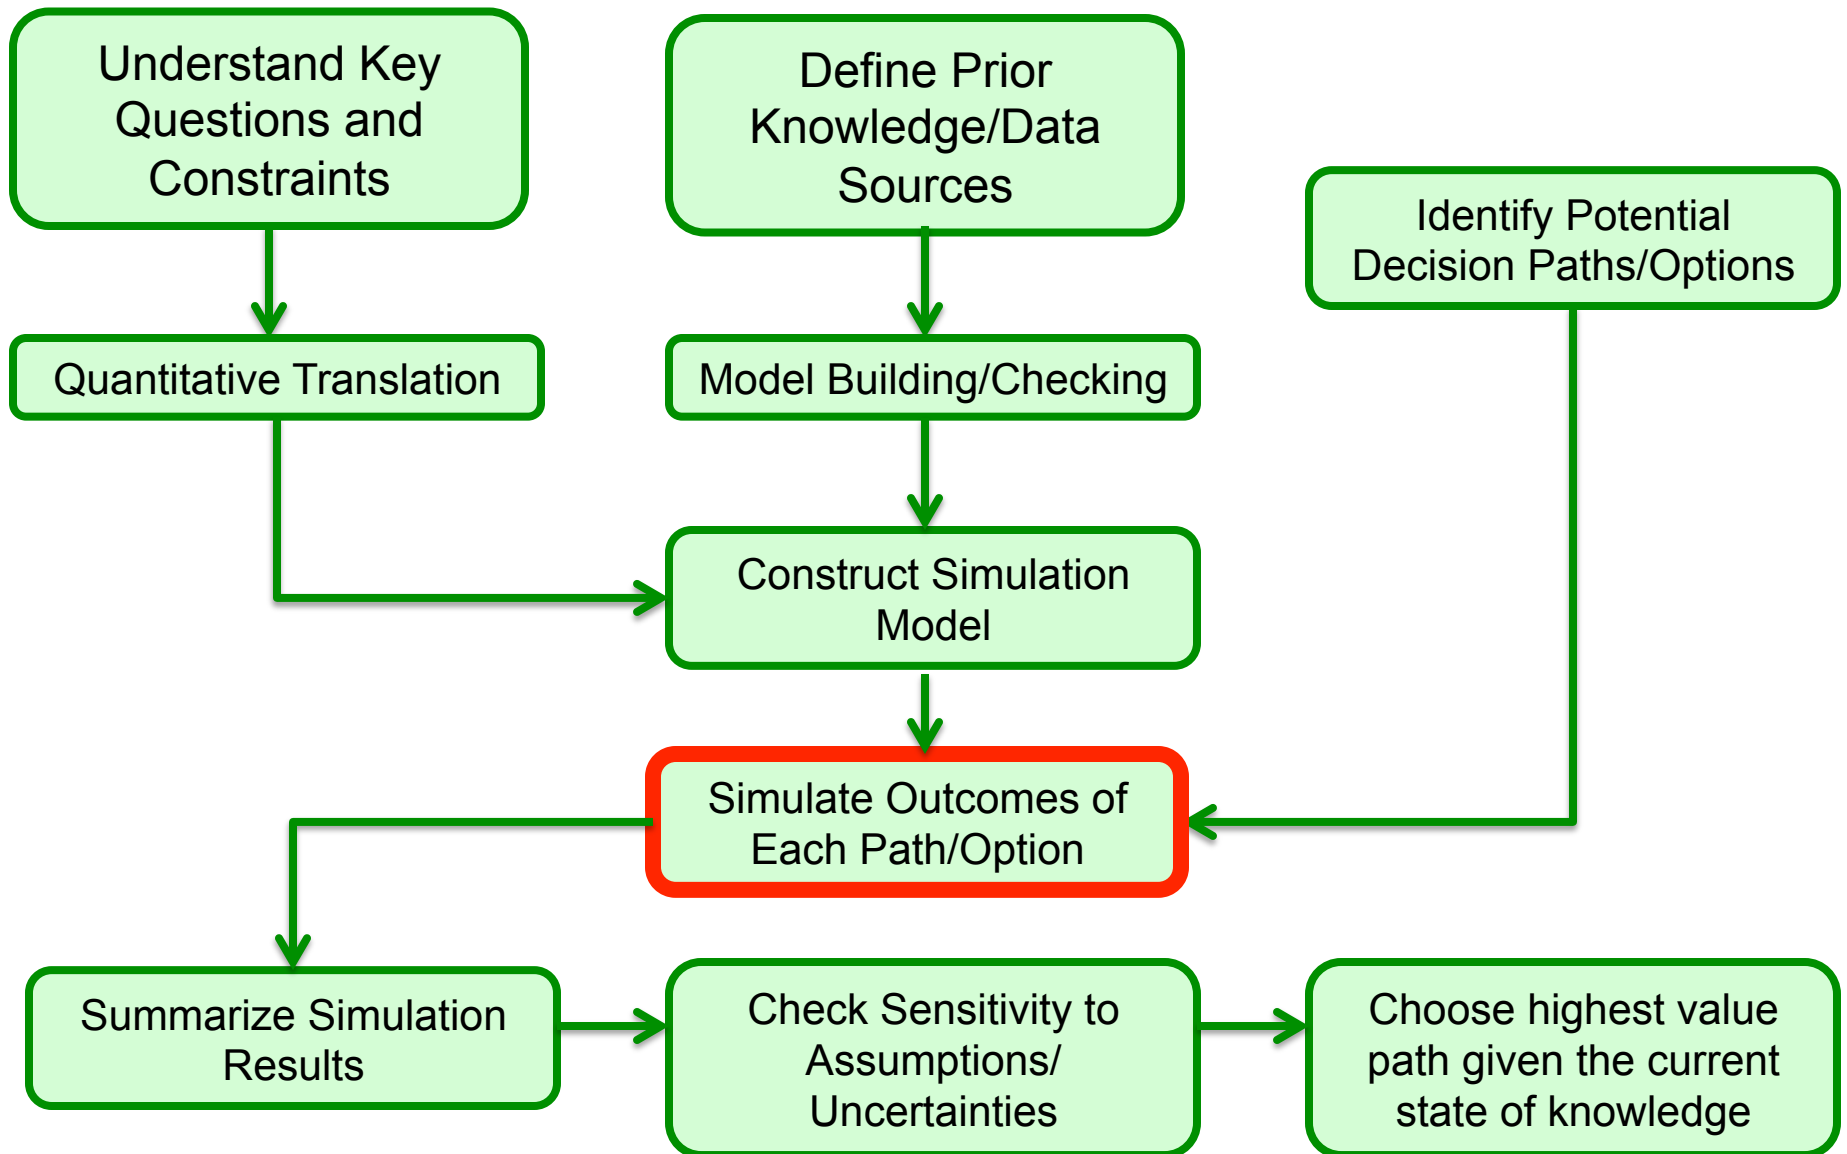 Understand Key
Questions and
Constraints
Define Prior
Knowledge/Data
Sources
Identify Potential
Decision Paths/Options
Quantitative Translation
Model Building/Checking
Construct Simulation
Model
Simulate Outcomes of
Each Path/Option
Summarize Simulation
Results
Check Sensitivity to
Assumptions/
Uncertainties
Choose highest value
path given the current
state of knowledge